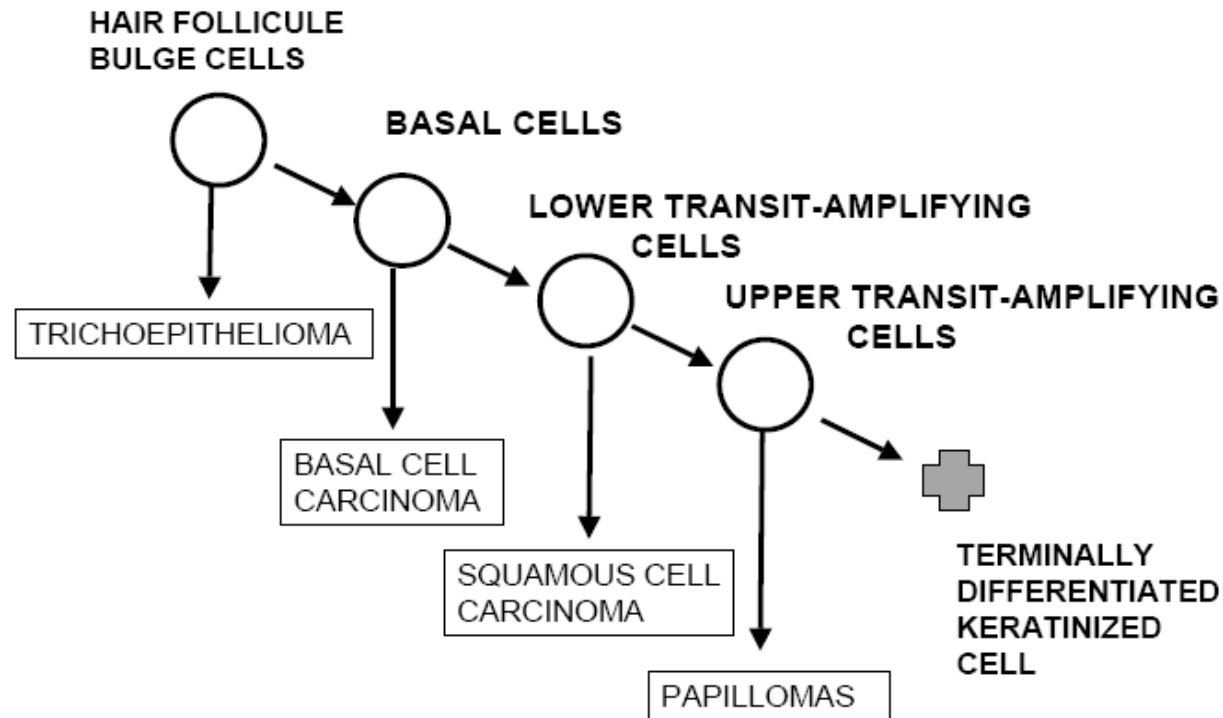 HAIR FOLLICULE
BULGE CELLS
BASAL CELLS
LOWER TRANSIT-AMPLIFYING
CELLS
UPPER TRANSIT-AMPLIFYING
CELLS
TRICHOEPITHELIOMA
BASAL CELL
CARCINOMA
SQUAMOUS CELL
CARCINOMA
TERMINALLY
DIFFERENTIATED
KERATINIZED
CELL
PAPILLOMAS